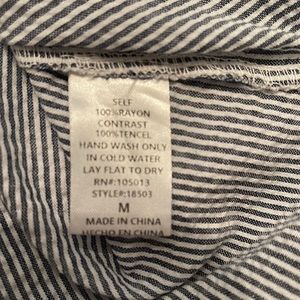 SELF
100%RAYON
CONTRAST
100%TENCEL
HAND WASH ONLY
IN COLD WATER
LAY FLAT TO DRY
RN#:105013
STYLE#:18503
M
MADE IN CHINA
HECHO EN CHINA